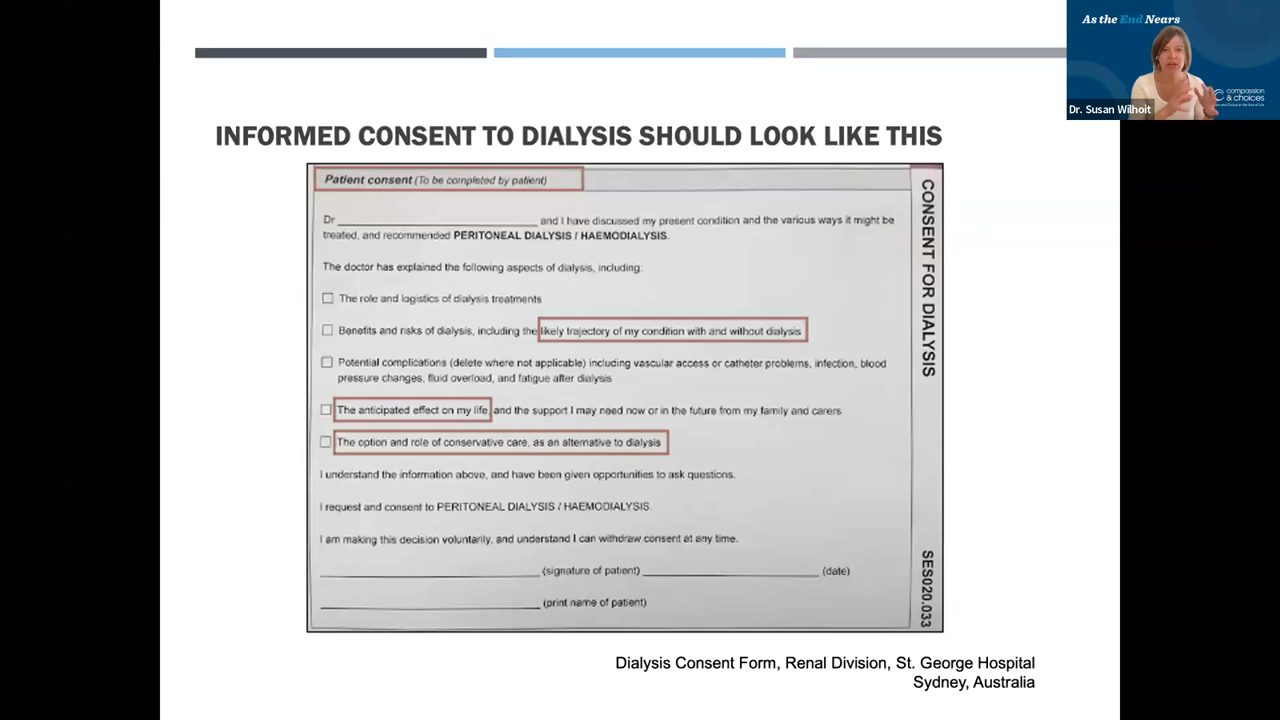 As the End Nears
compassion
& choices
Dr. Susan Wilhoit
INFORMED CONSENT TO DIALYSIS SHOULD LOOK LIKE THIS
Patient consent (To be completed by patient)
Dr ____________________ and I have discussed my present condition and the various ways it might be
treated, and recommended PERITONEAL DIALYSIS / HAEMODIALYSIS.
The doctor has explained the following aspects of dialysis, including:
The role and logistics of dialysis treatments
Benefits and risks of dialysis, including the likely trajectory of my condition with and without dialysis
Potential complications (delete where not applicable) including vascular access or catheter problems, infection, blood
pressure changes, fluid overload, and fatigue after dialysis
The anticipated effect on my life, and the support I may need now or in the future from my family and carers
The option and role of conservative care, as an alternative to dialysis
I understand the information above, and have been given opportunities to ask questions.
I request and consent to PERITONEAL DIALYSIS / HAEMODIALYSIS.
I am making this decision voluntarily, and understand I can withdraw consent at any time.
____________________ (signature of patient) ____________________ (date)
____________________ (print name of patient)
CONSENT FOR DIALYSIS
SES020.033
Dialysis Consent Form, Renal Division, St. George Hospital
Sydney, Australia